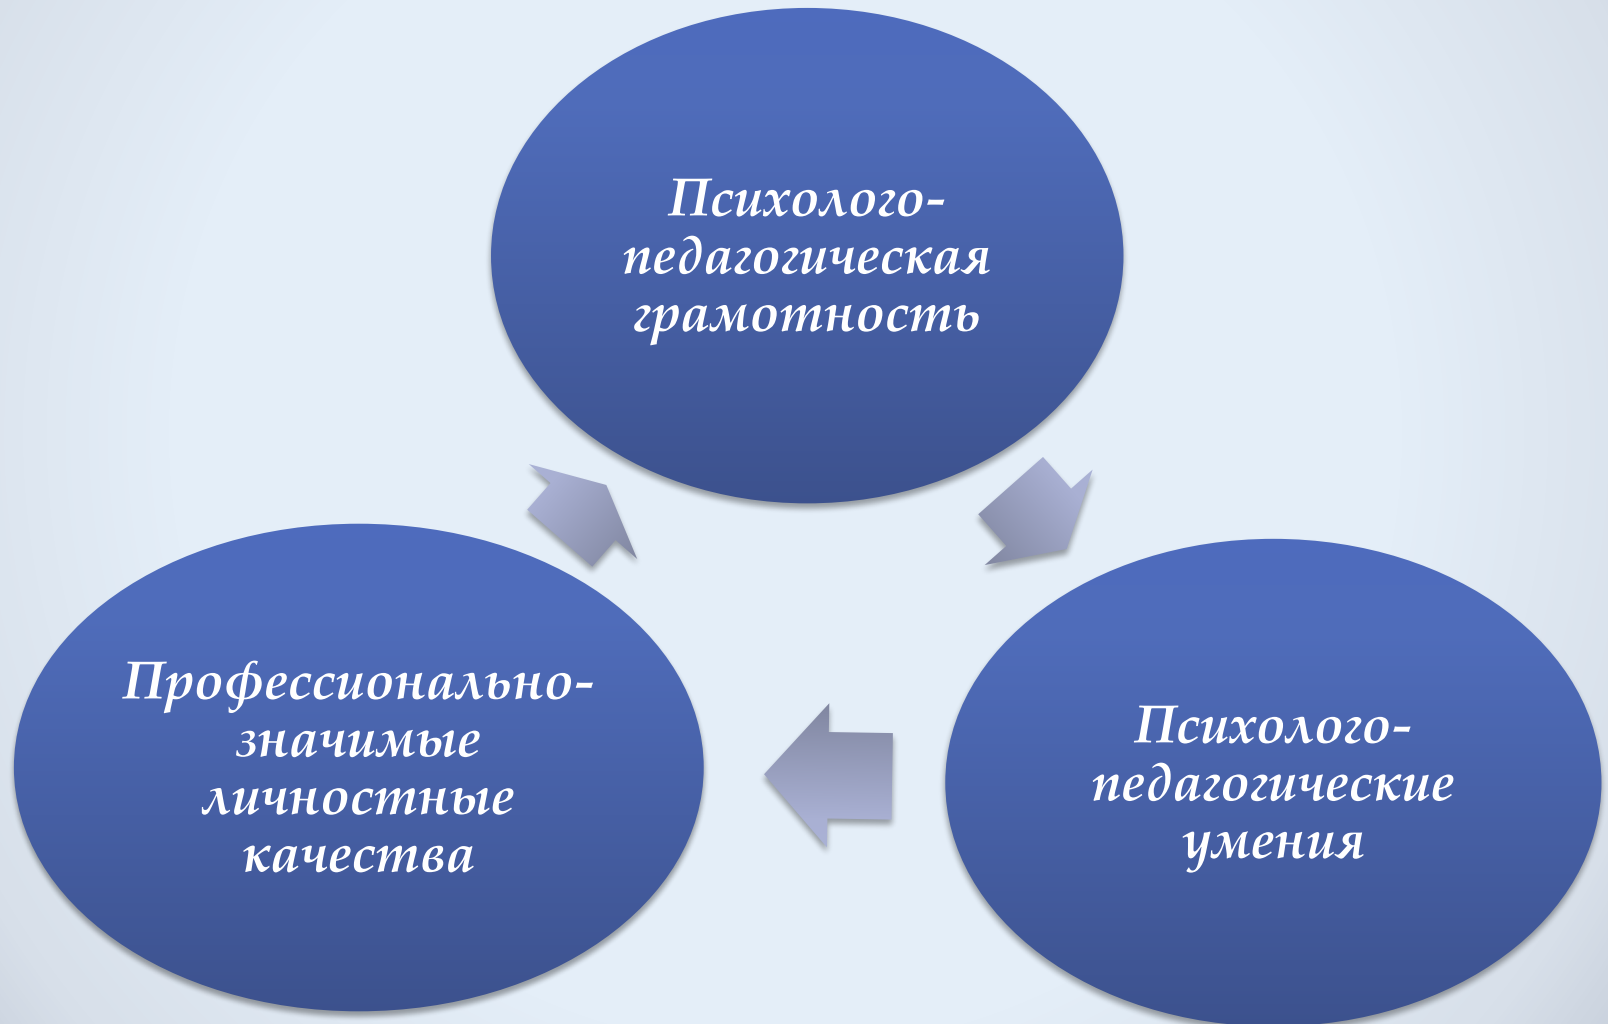 Психолого-
педагогическая
грамотность
Профессионально-
значимые
личностные
качества
Психолого-
педагогические
умения